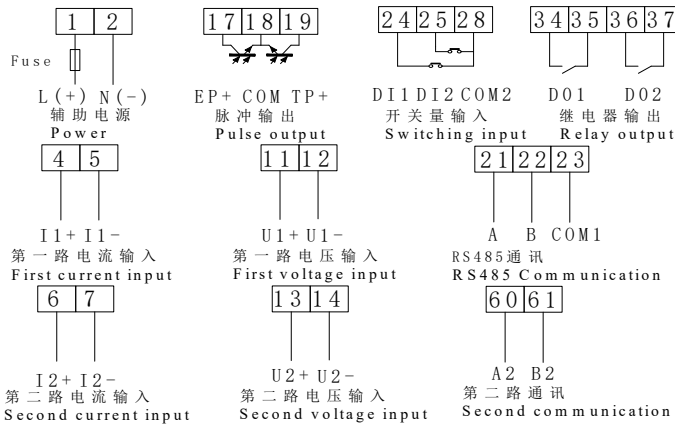 1 2
Fuse
L(+) N(-)
辅助电源
Power
17 18 19
EP+ COM TP+
脉冲输出
Pulse output
24 25 28
DI1 DI2 COM2
开关量输入
Switching input
34 35 36 37
DO1 DO2
继电器输出
Relay output
4 5
I1+ I1-
第一路电流输入
First current input
11 12
U1+ U1-
第一路电压输入
First voltage input
21 22 23
A B COM1
RS485通讯
RS485 Communication
6 7
I2+ I2-
第二路电流输入
Second current input
13 14
U2+ U2-
第二路电压输入
Second voltage input
60 61
A2 B2
第二路通讯
Second communication